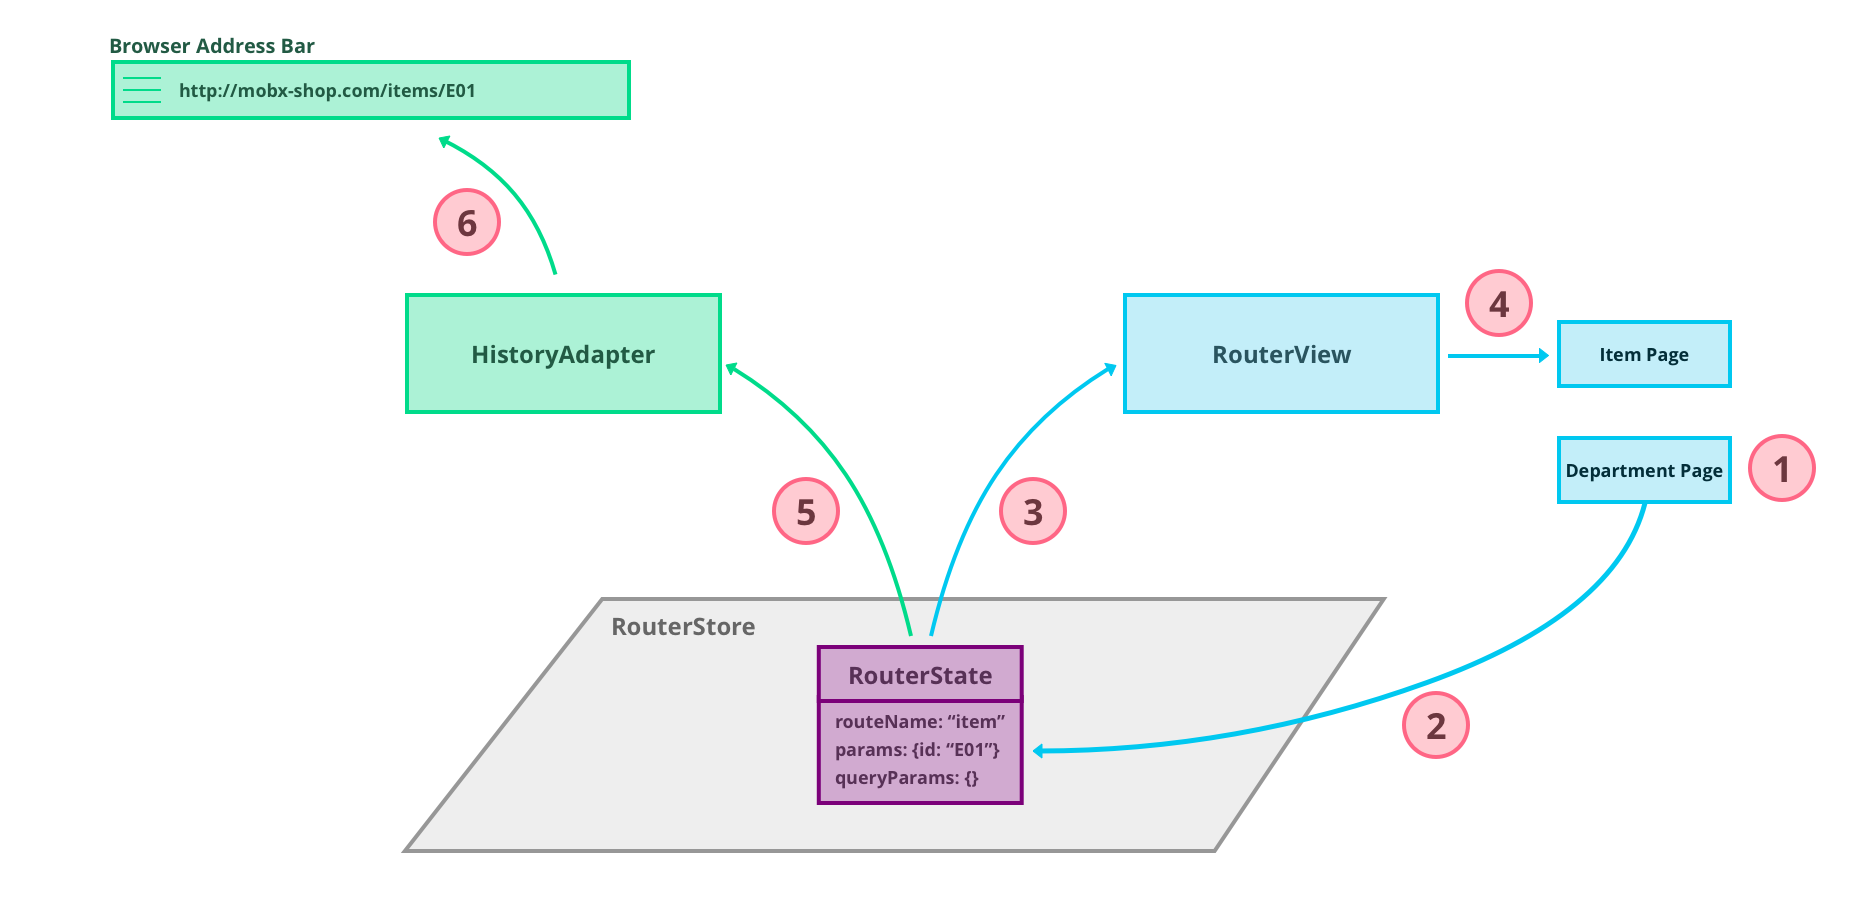 Browser Address Bar
http://mobx-shop.com/items/E01
6
HistoryAdapter
RouterView
4
Item Page
Department Page
1
5
3
RouterStore
RouterState
routeName: “item”
params: {id: “E01”}
queryParams: {}
2